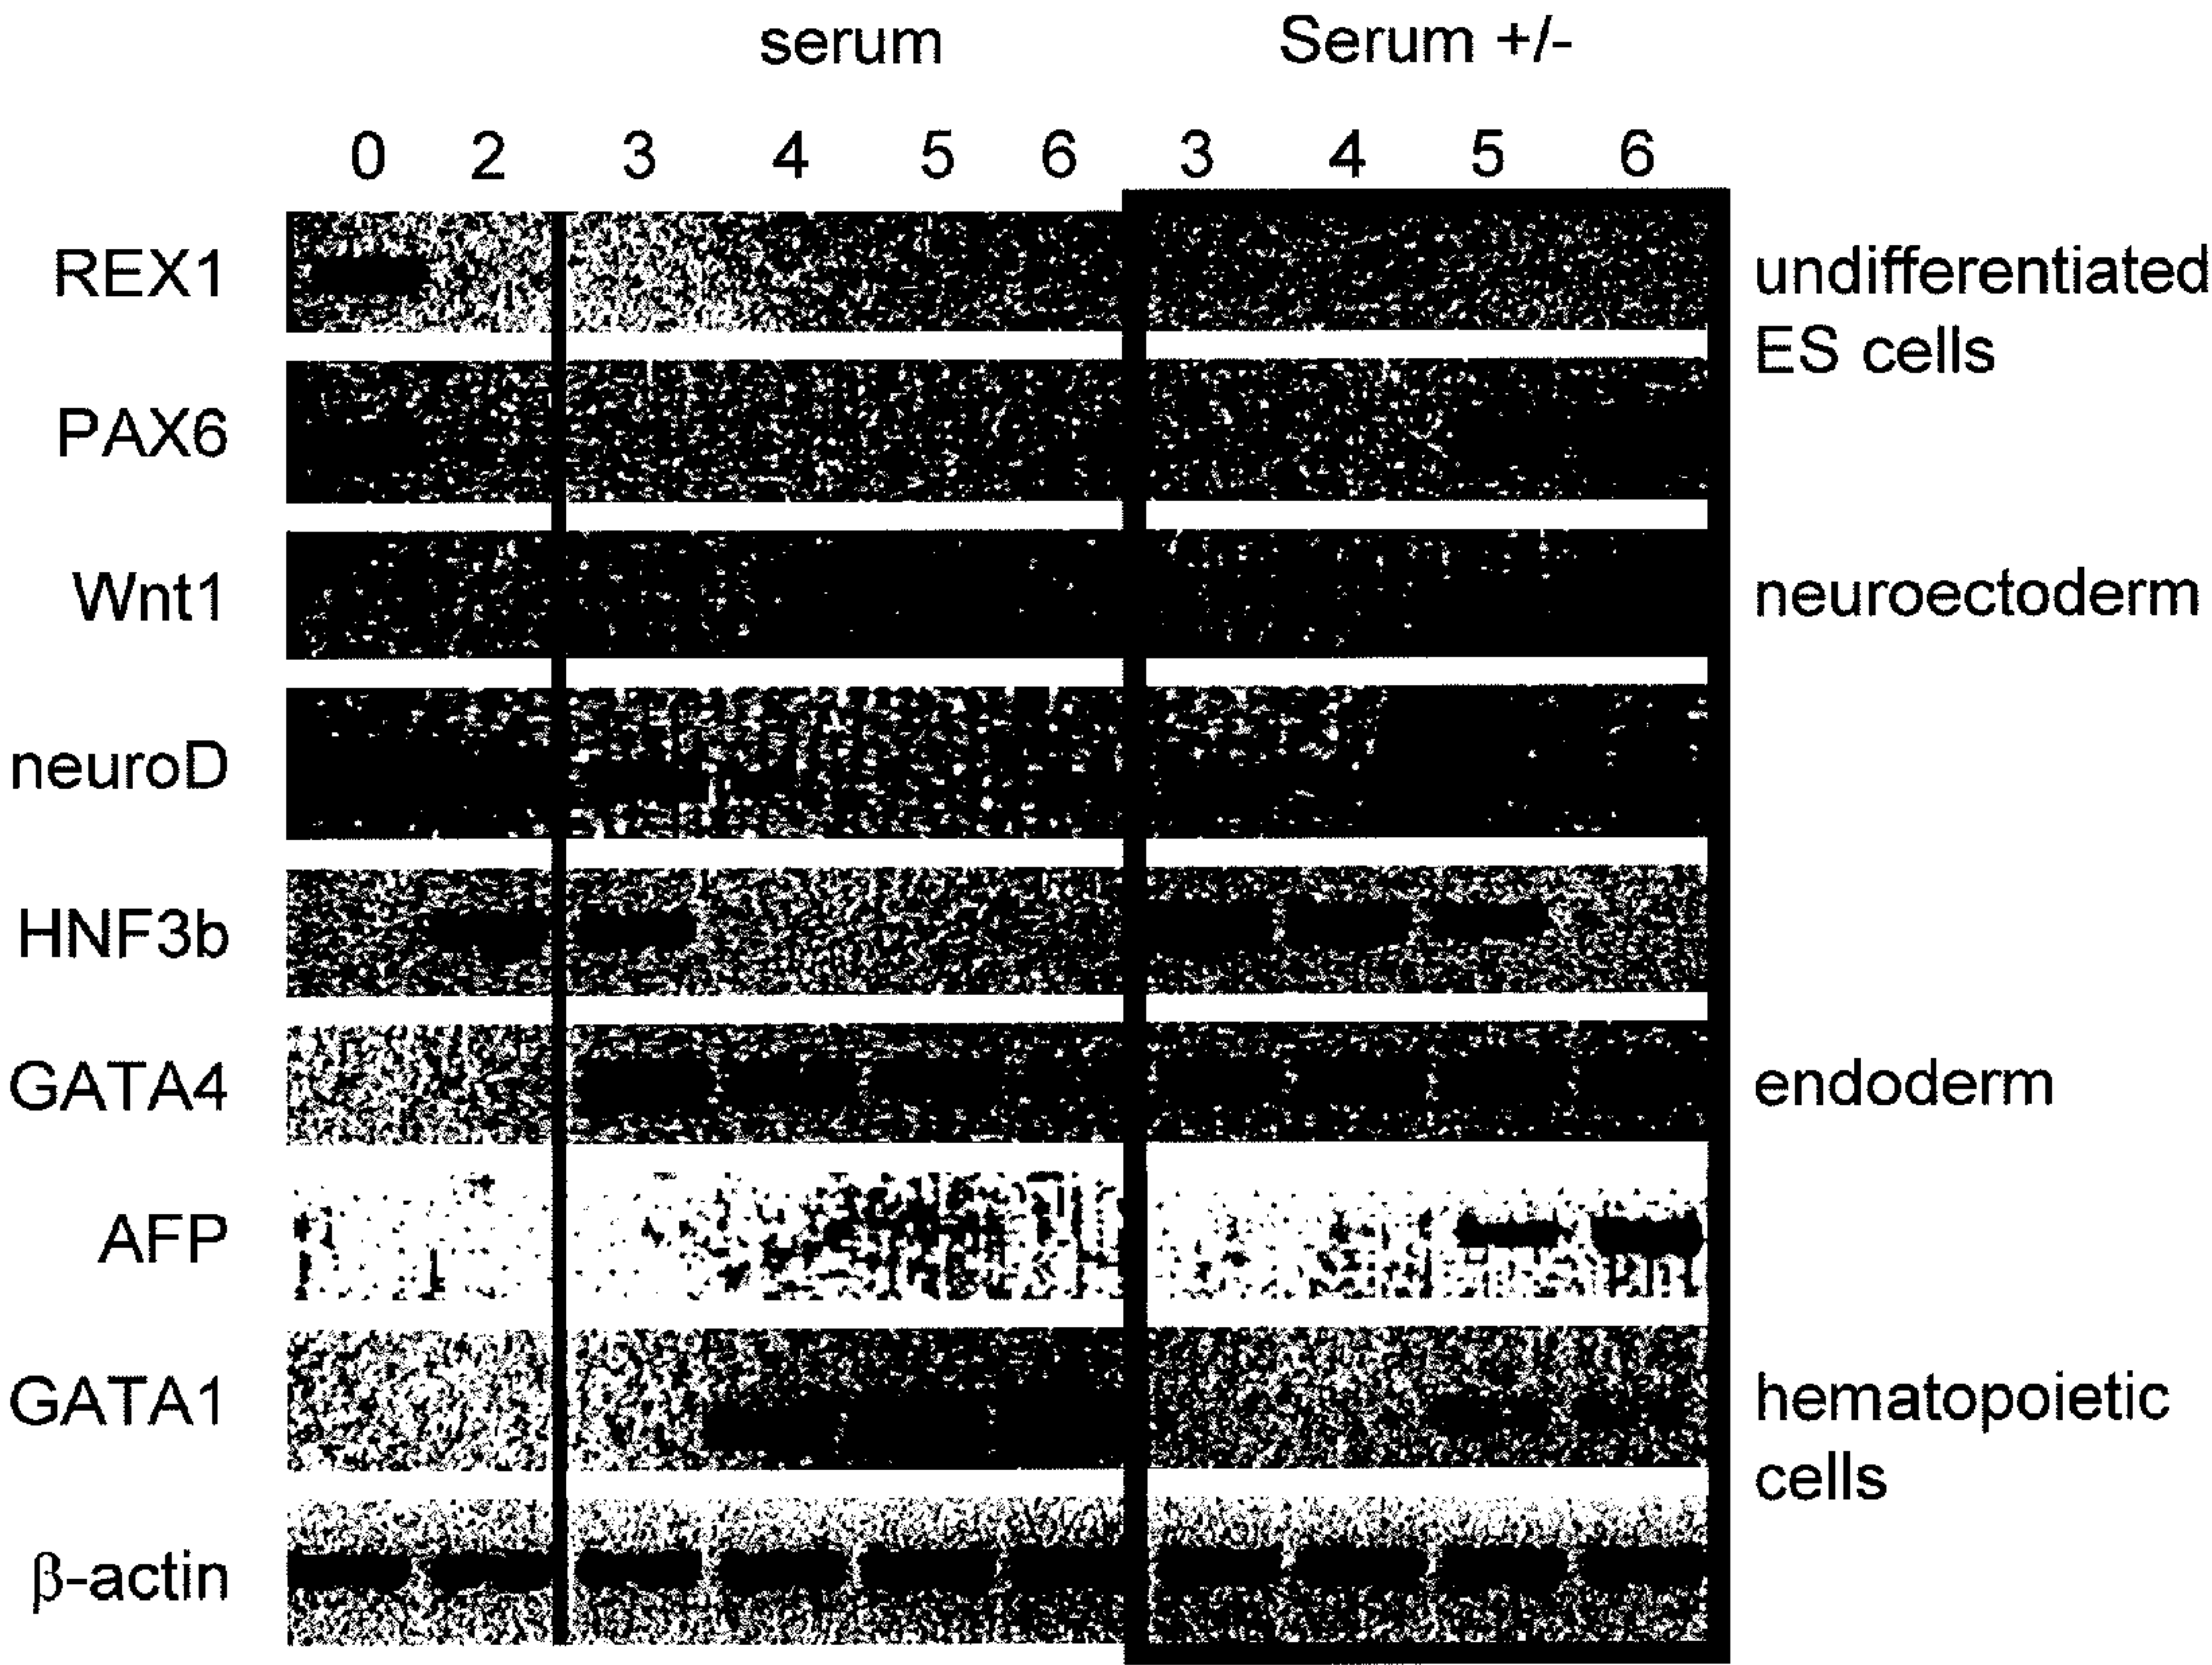 serum Serum +/-
0 2 3 4 5 6 3 4 5 6
REX1 undifferentiated
ES cells
PAX6
Wnt1 neuroectoderm
neuroD
HNF3b
GATA4 endoderm
AFP
GATA1 hematopoietic
cells
β-actin